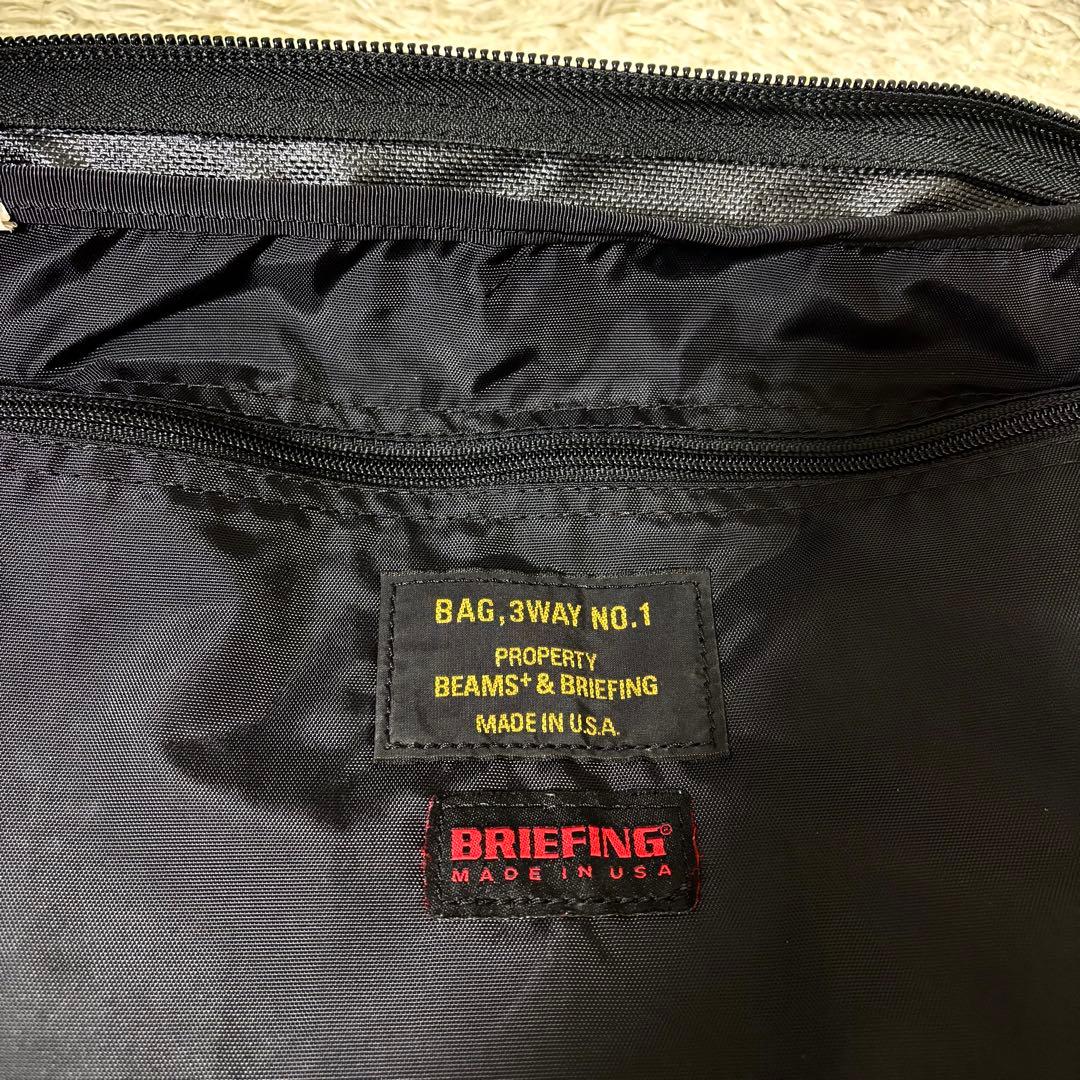 BAG, 3WAY NO.1
PROPERTY
BEAMS+ & BRIEFING
MADE IN U.S.A.
BRIEFING®
MADE IN USA